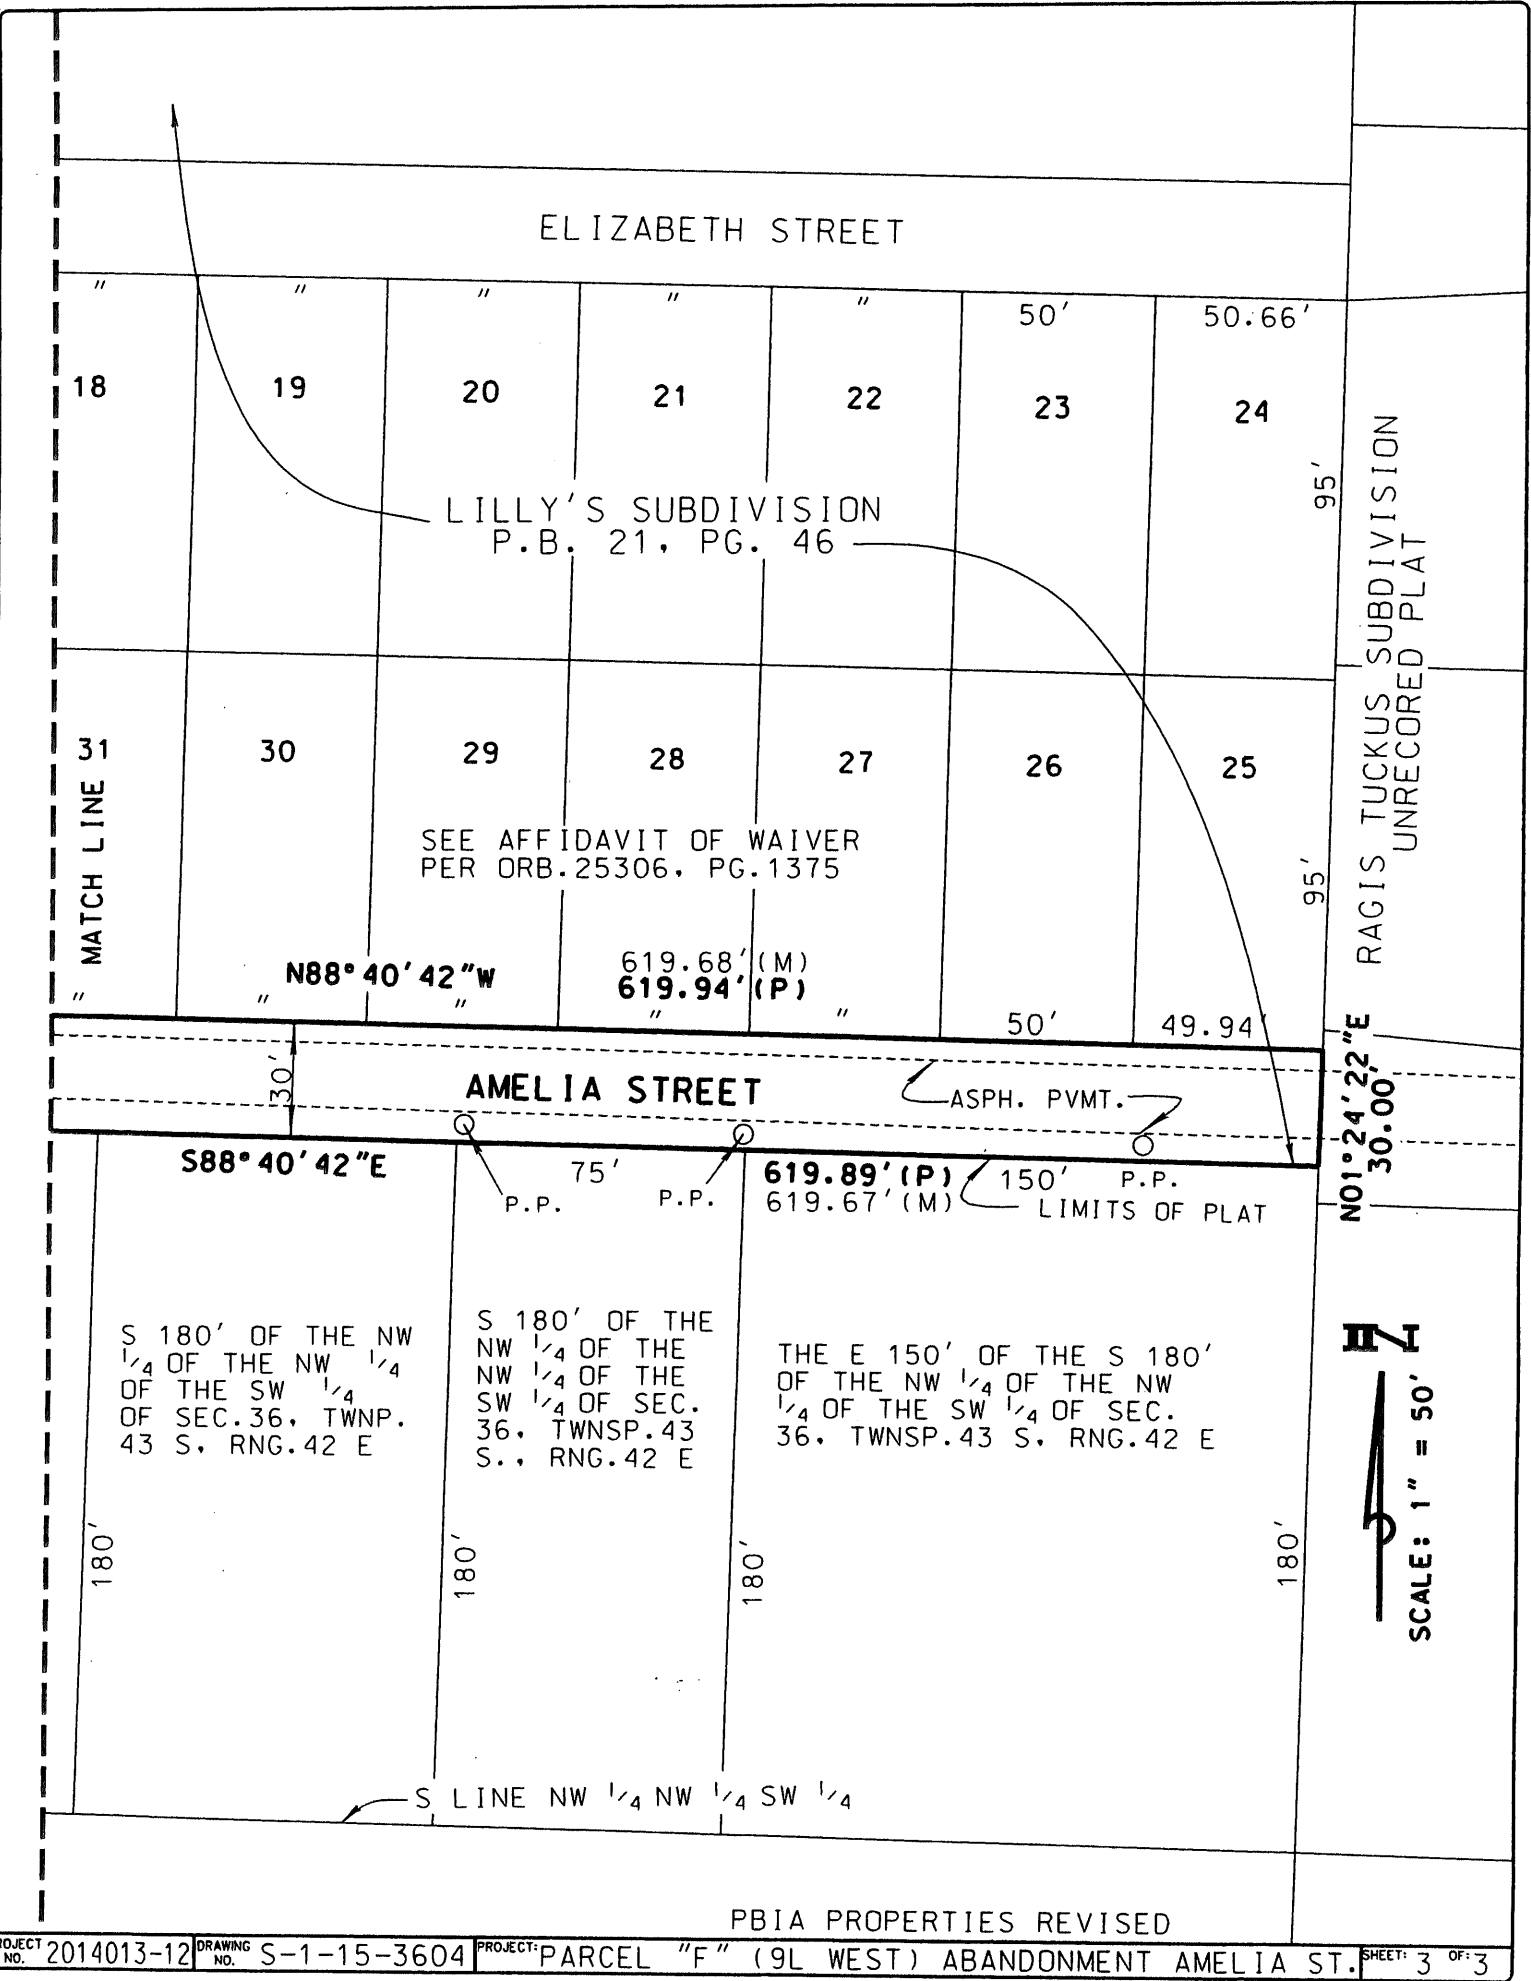 ELIZABETH STREET
" " " " " 50' 50.66'
18 19 20 21 22 23 24
95'
LILLY'S SUBDIVISION
P.B. 21, PG. 46
RAGIS TUCKUS SUBDIVISION
UNRECORED PLAT
MATCH LINE
31 30 29 28 27 26 25
SEE AFFIDAVIT OF WAIVER
PER ORB.25306, PG.1375
95'
N88°40'42"W
619.68'(M)
619.94'(P)
" " " " " 50' 49.94'
30'
AMELIA STREET
ASPH. PVMT.
N01°24'22"E
30.00'
S88°40'42"E
75'
619.89'(P)
619.67'(M)
150'
P.P.
P.P.
P.P.
LIMITS OF PLAT
S 180' OF THE NW
1/4 OF THE NW 1/4
OF THE SW 1/4
OF SEC.36, TWNP.
43 S, RNG.42 E
S 180' OF THE
NW 1/4 OF THE
NW 1/4 OF THE
SW 1/4 OF SEC.
36, TWNSP.43
S., RNG.42 E
THE E 150' OF THE S 180'
OF THE NW 1/4 OF THE NW
1/4 OF THE SW 1/4 OF SEC.
36, TWNSP.43 S, RNG.42 E
N
SCALE: 1" = 50'
180' 180' 180' 180'
S LINE NW 1/4 NW 1/4 SW 1/4
PBIA PROPERTIES REVISED
ROJECT NO. 2014013-12 DRAWING NO. S-1-15-3604 PROJECT: PARCEL "F" (9L WEST) ABANDONMENT AMELIA ST. SHEET: 3 OF: 3